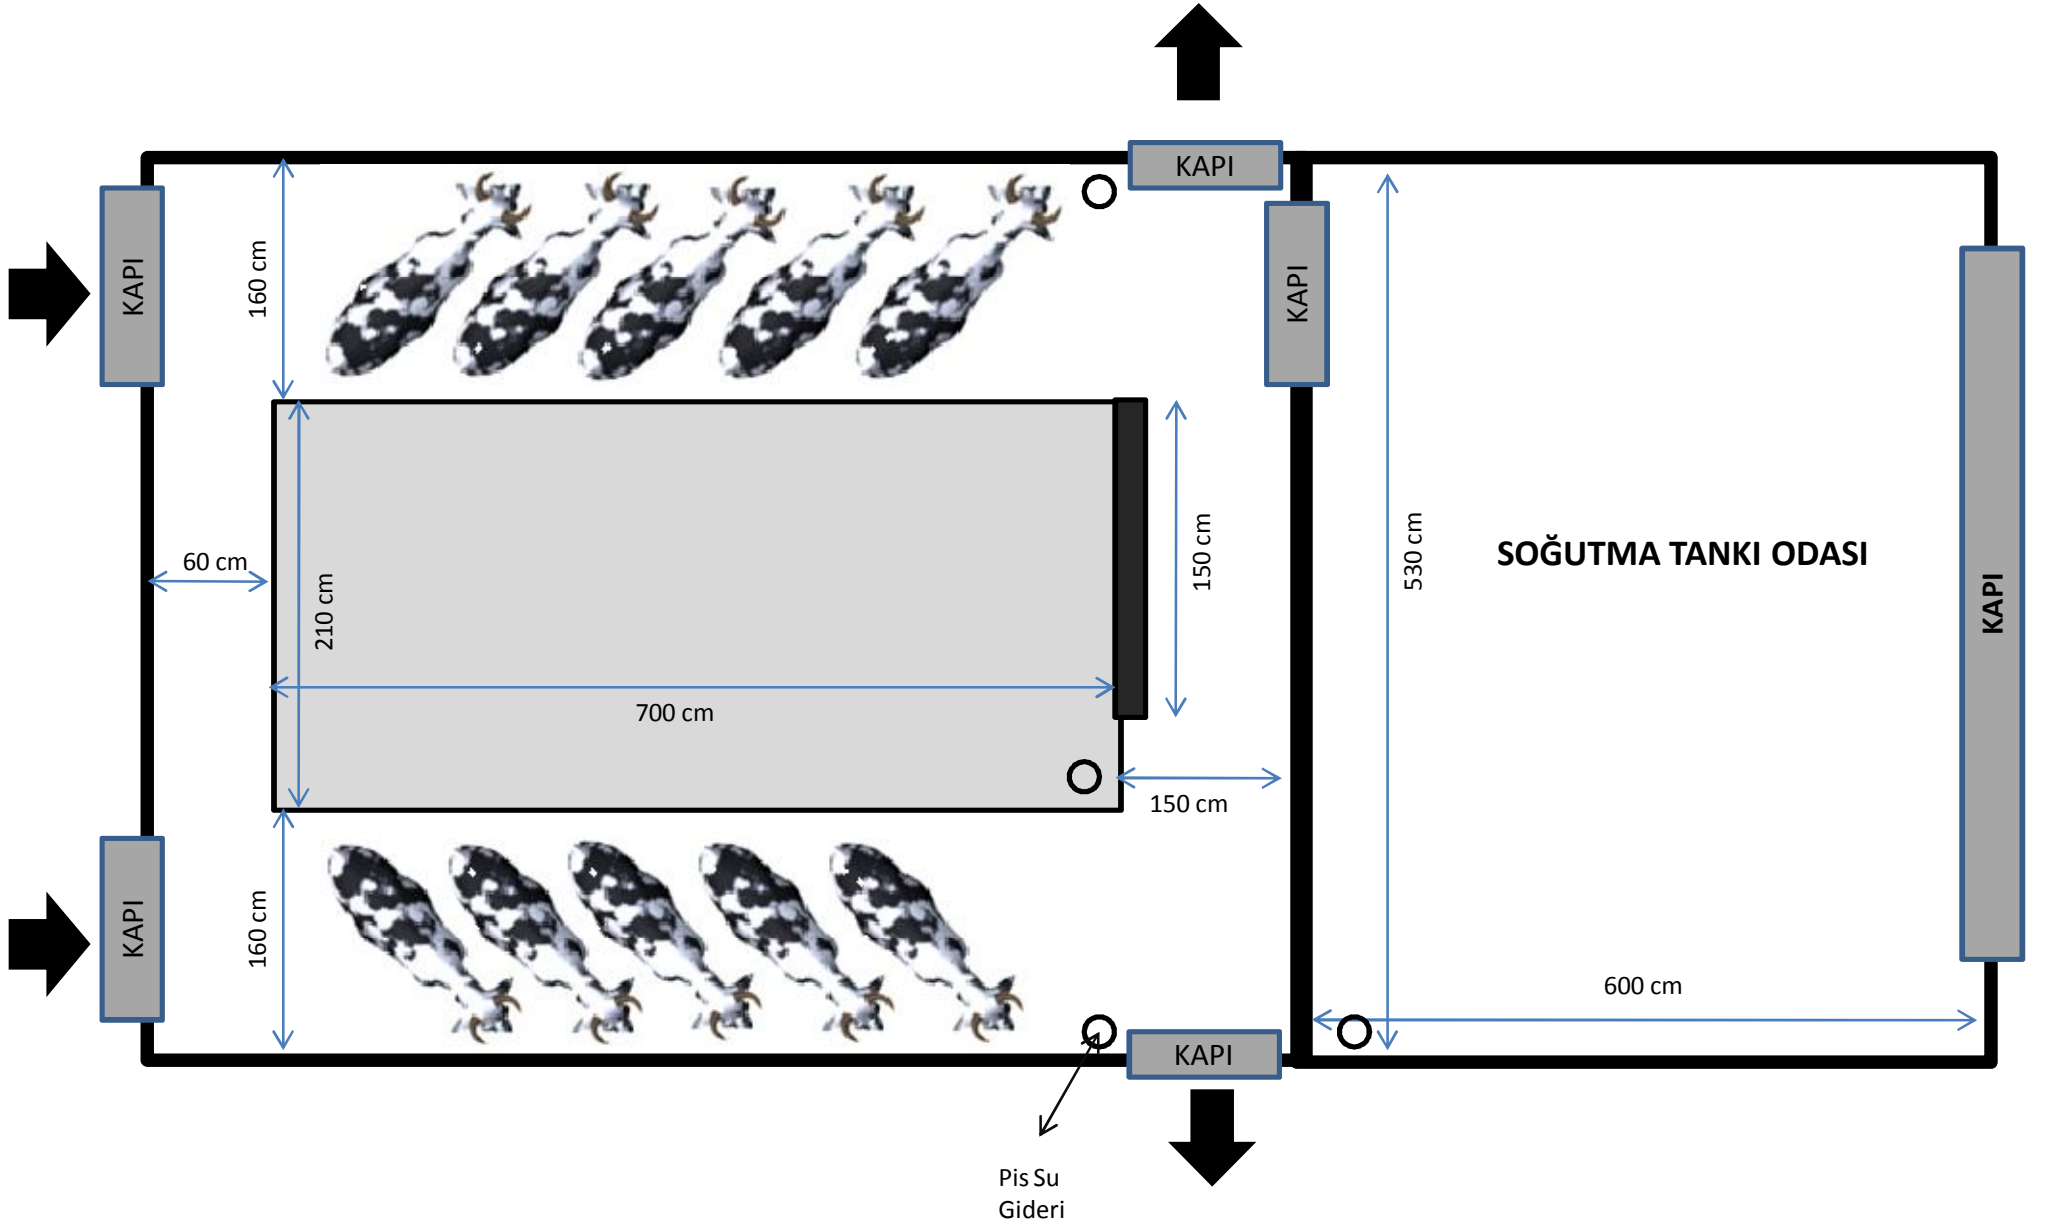 KAPI
KAPI
160 cm
KAPI
KAPI
60 cm
210 cm
150 cm
530 cm
SOĞUTMA TANKI ODASI
KAPI
700 cm
150 cm
KAPI
160 cm
600 cm
KAPI
Pis Su
Gideri